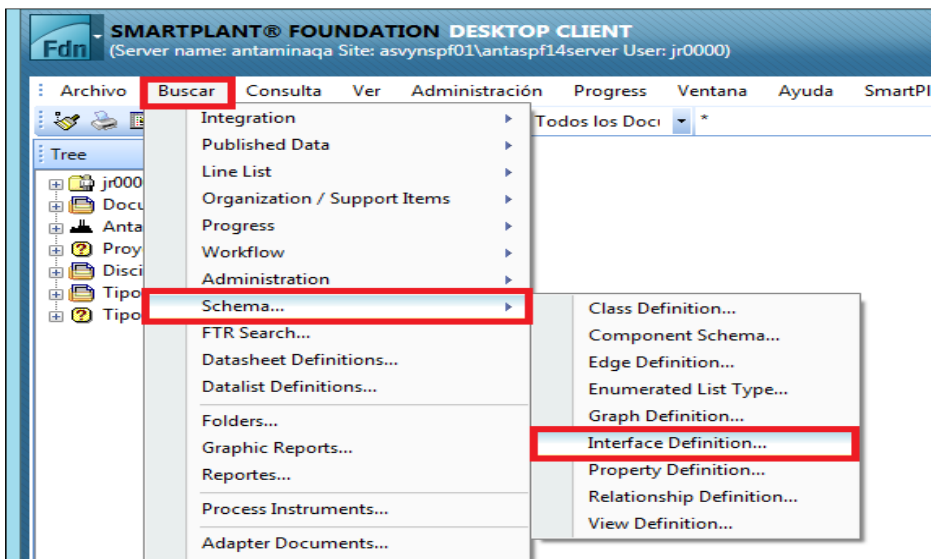 SMARTPLANT® FOUNDATION DESKTOP CLIENT
Fdn
(Server name: antaminaqa Site: asvynspf01\antaspf14server User: jr0000)
Archivo Buscar Consulta Ver Administración Progress Ventana Ayuda SmartPl
Todos los Doc *
Tree
jr000
Docu
Anta
Proy
Disci
Tipo
Tipo
Integration
Published Data
Line List
Organization / Support Items
Progress
Workflow
Administration
Schema...
FTR Search...
Datasheet Definitions...
Datalist Definitions...
Folders...
Graphic Reports...
Reportes...
Process Instruments...
Adapter Documents...
Class Definition...
Component Schema...
Edge Definition...
Enumerated List Type...
Graph Definition...
Interface Definition...
Property Definition...
Relationship Definition...
View Definition...